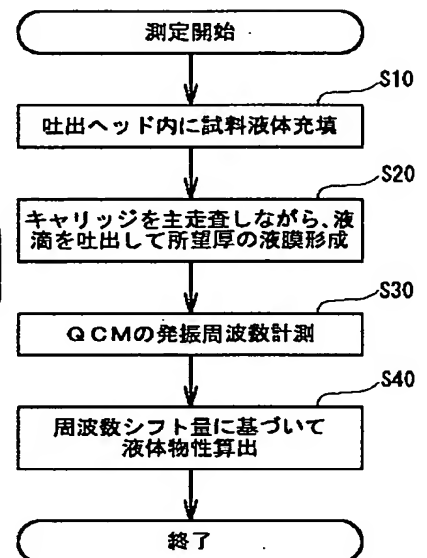 測定開始
S10
吐出ヘッド内に試料液体充填
S20
キャリッジを主走査しながら、液
滴を吐出して所望厚の液膜形成
S30
QCMの発振周波数計測
S40
周波数シフト量に基づいて
液体物性算出
終了